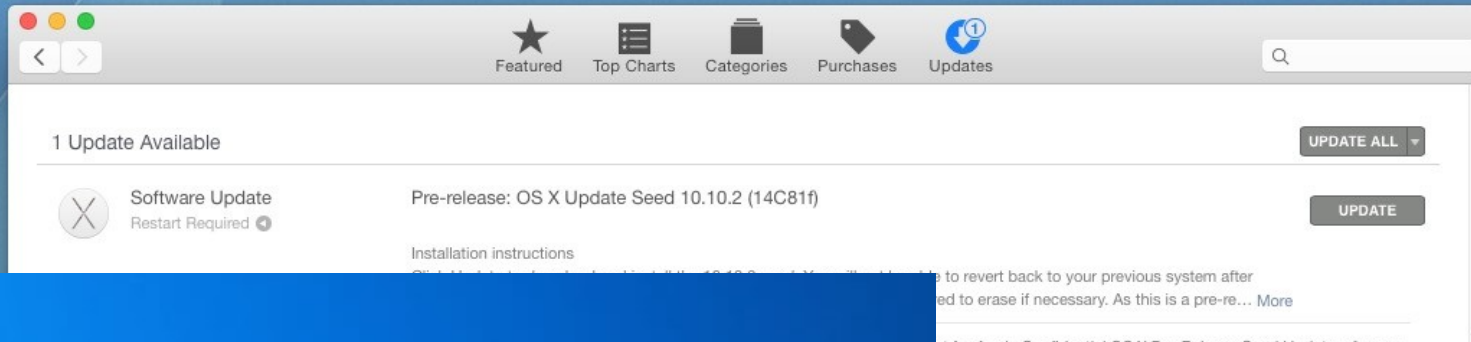 Featured
Top Charts
Categories
Purchases
1
Updates
1 Update Available
UPDATE ALL
Software Update
Restart Required
Pre-release: OS X Update Seed 10.10.2 (14C81f)
UPDATE
Installation instructions
to revert back to your previous system after
to erase if necessary. As this is a pre-re… More